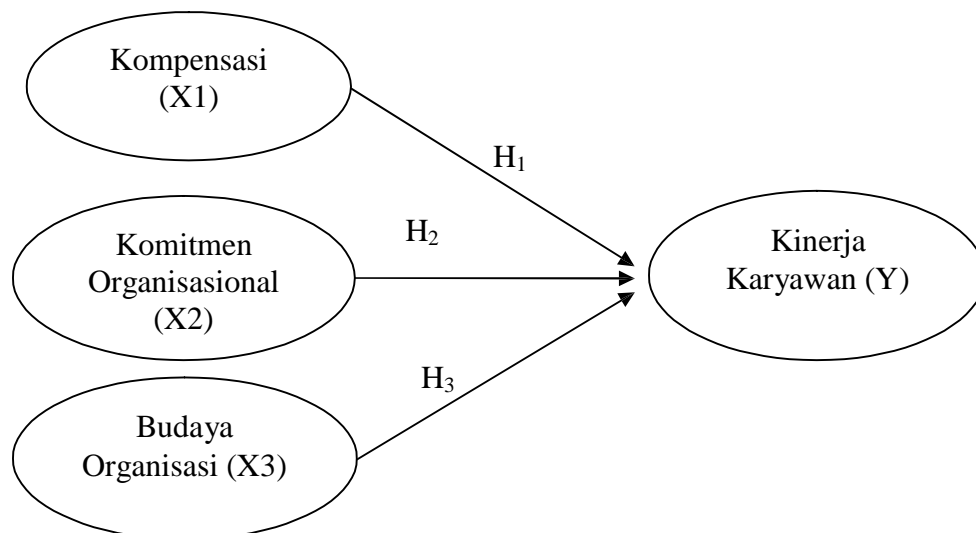 Kompensasi
(X1)
H₁
Komitmen
Organisasional
(X2)
H₂
Kinerja
Karyawan (Y)
H₃
Budaya
Organisasi (X3)